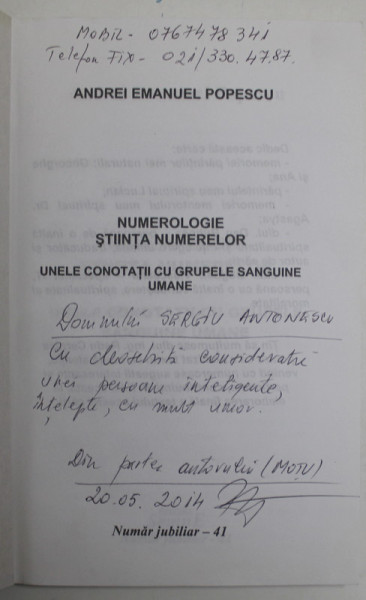 MOBIL - 0767478341
Telefon Fix - 021/330.47.87.
ANDREI EMANUEL POPESCU
NUMEROLOGIE
ȘTIINȚA NUMERELOR
UNELE CONOTAȚII CU GRUPELE SANGUINE
UMANE
Domnului SERGIU ANTONESCU
Cu deosebită considerație
unei persoane inteligente,
înțelepte, cu mult umor.
Din partea autorului (MOȚU)
20.05.2014
Număr jubiliar – 41